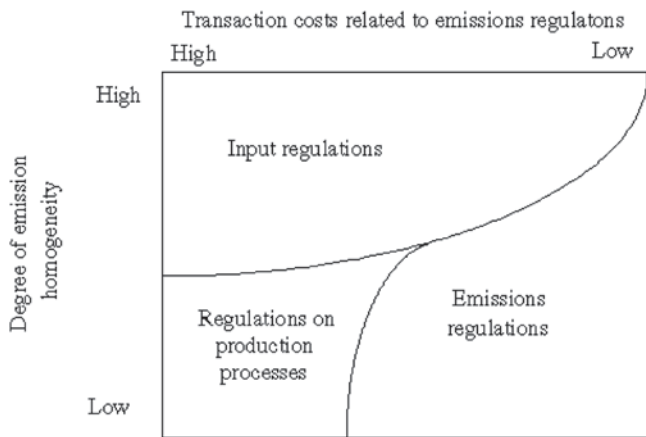 Transaction costs related to emissions regulatons
High
Low
High
Input regulations
Degree of emission
homogeneity
Emissions
regulations
Regulations on
production
processes
Low